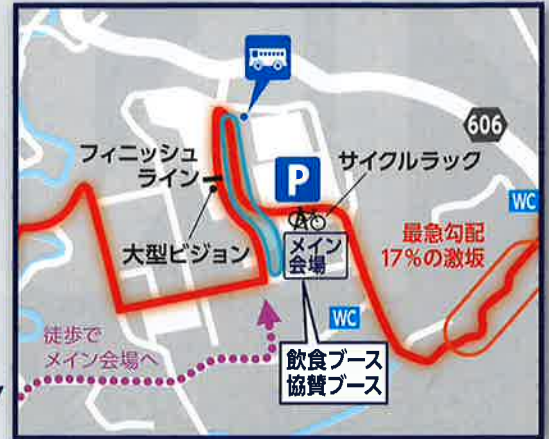 606
フィニッシュ
ライン
P
サイクルラック
WC
大型ビジョン
メイン
会場
最急勾配
17%の激坂
WC
徒歩で
メイン会場へ
飲食ブース
協賛ブース